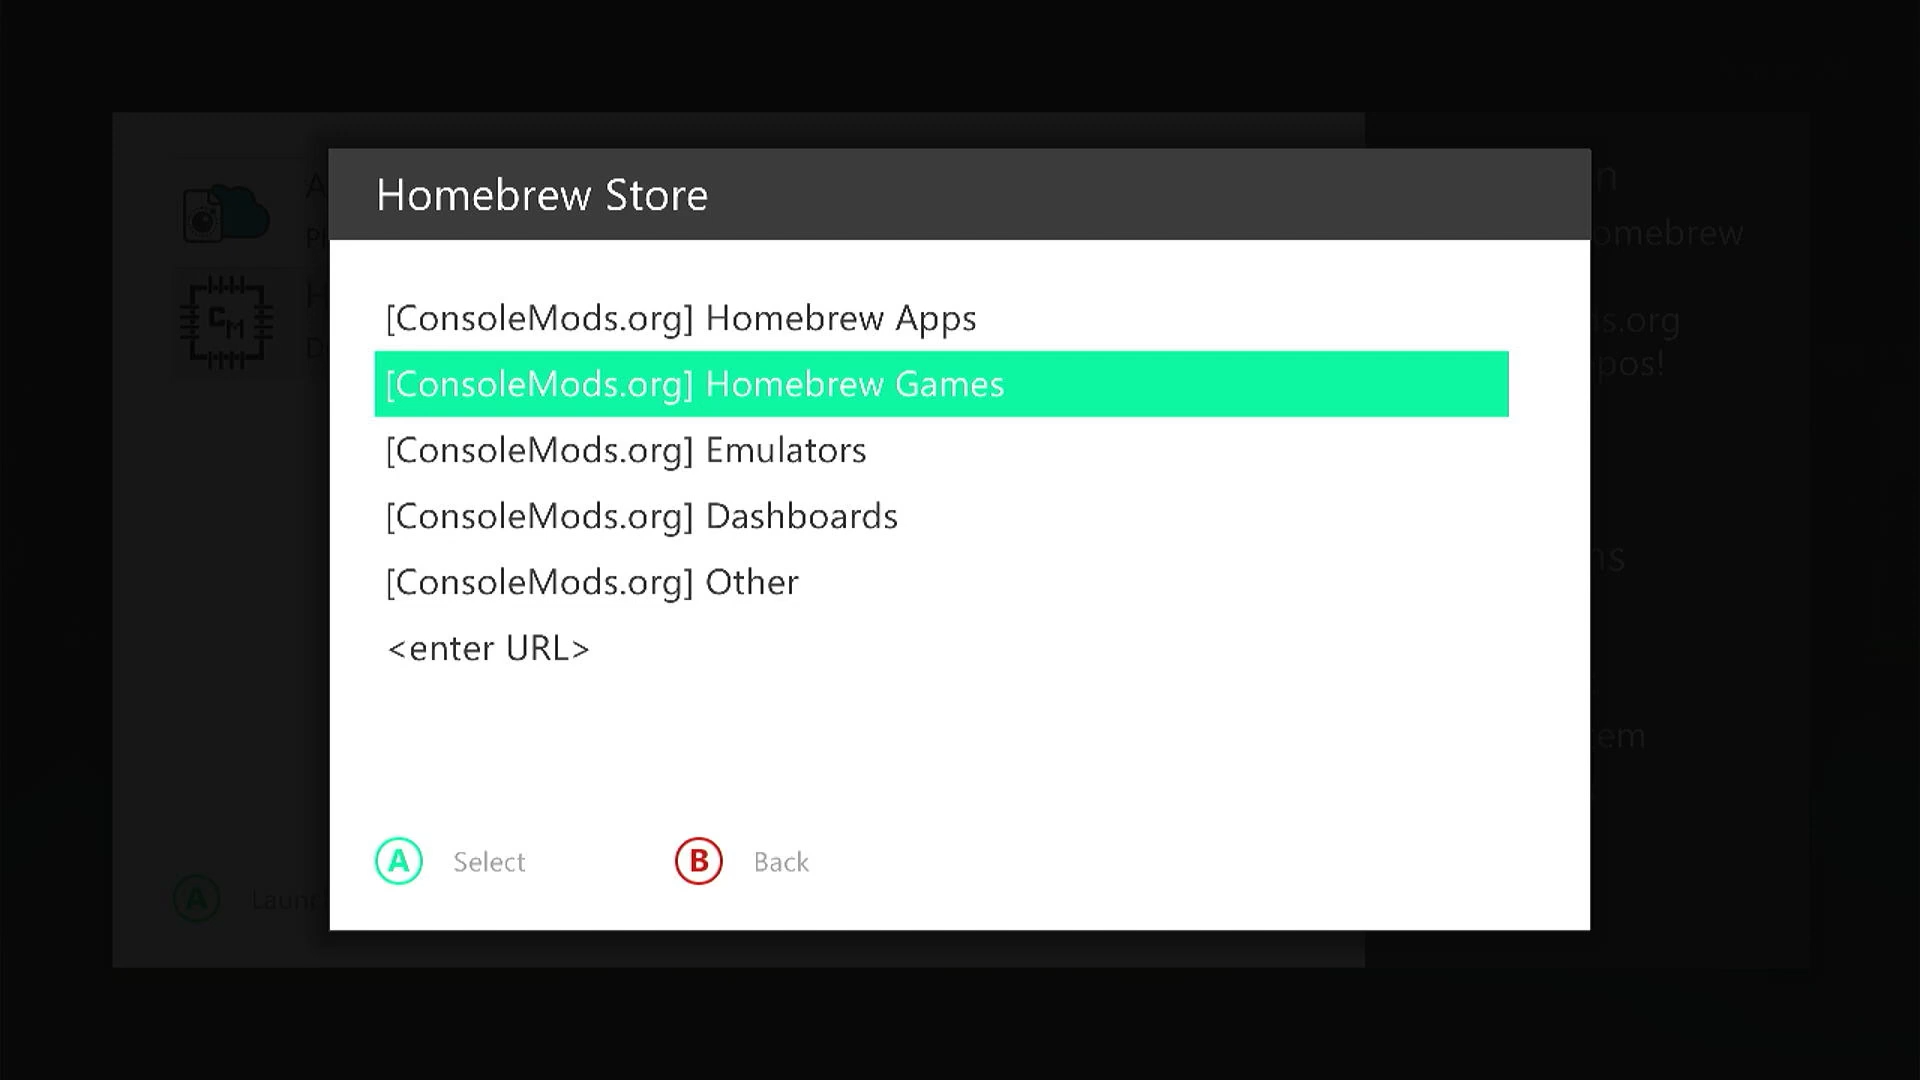 Homebrew Store
[ConsoleMods.org] Homebrew Apps
[ConsoleMods.org] Homebrew Games
[ConsoleMods.org] Emulators
[ConsoleMods.org] Dashboards
[ConsoleMods.org] Other
<enter URL>
A Select B Back
CM
A